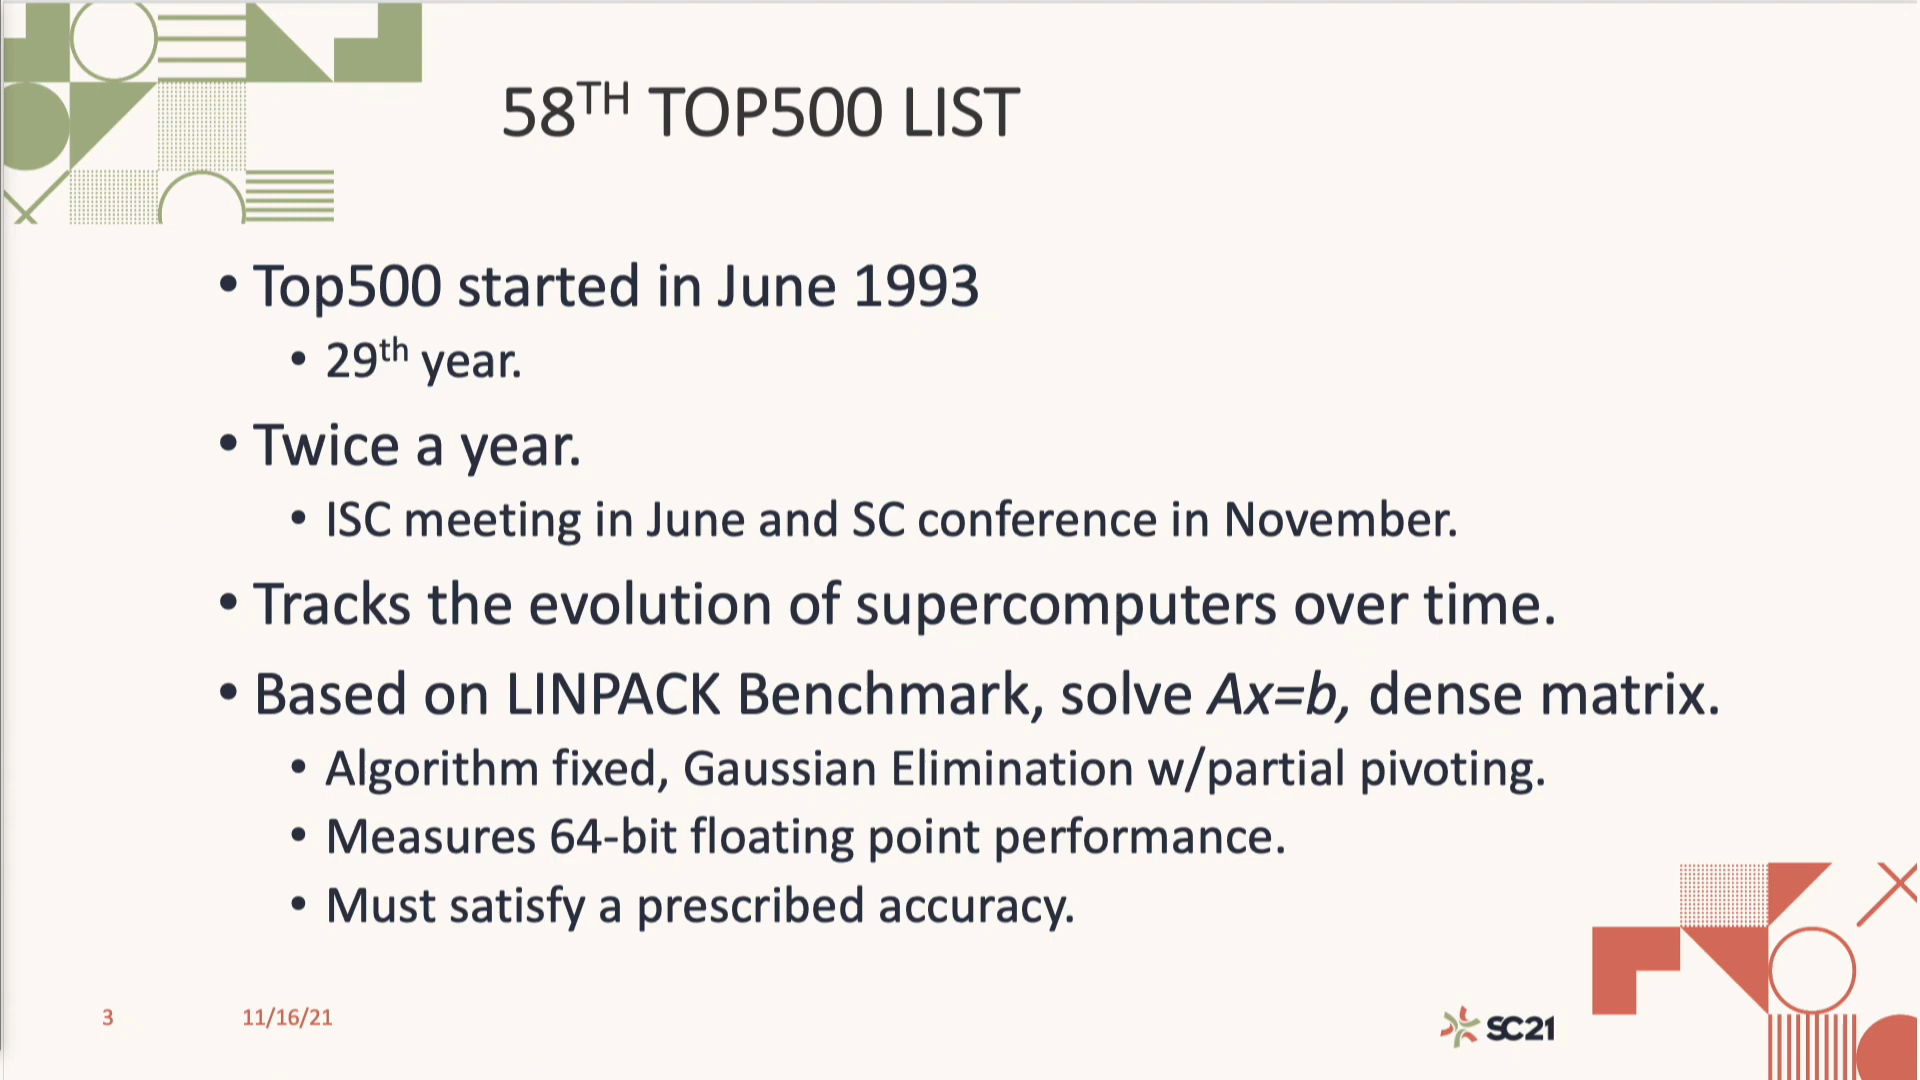 58TH TOP500 LIST
• Top500 started in June 1993
• 29th year.
• Twice a year.
• ISC meeting in June and SC conference in November.
• Tracks the evolution of supercomputers over time.
• Based on LINPACK Benchmark, solve Ax=b, dense matrix.
• Algorithm fixed, Gaussian Elimination w/partial pivoting.
• Measures 64-bit floating point performance.
• Must satisfy a prescribed accuracy.
3 11/16/21 SC21